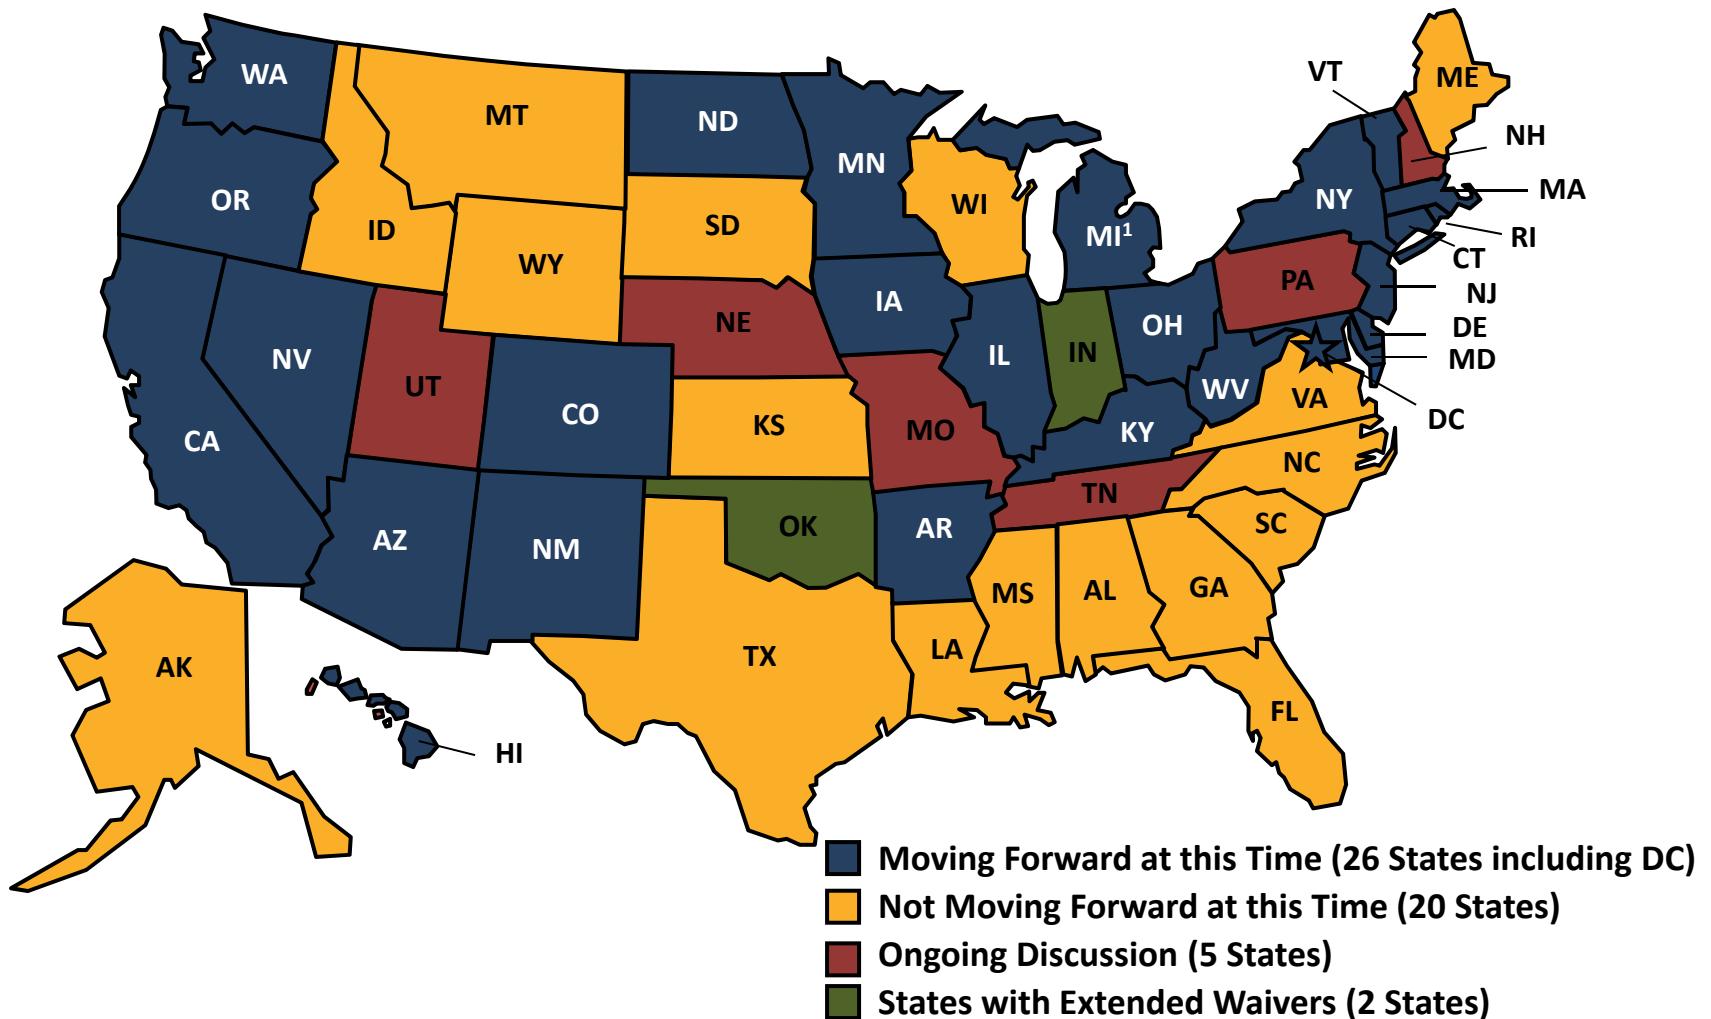 WA
MT
ND
MN
VT
ME
NH
OR
ID
WY
SD
WI
MI¹
NY
MA
RI
CT
NJ
DE
MD
DC
PA
NV
UT
CO
NE
IA
IL
IN
OH
WV
VA
CA
KS
MO
KY
NC
TN
SC
AZ
NM
OK
AR
MS
AL
GA
AK
TX
LA
FL
HI
Moving Forward at this Time (26 States including DC)
Not Moving Forward at this Time (20 States)
Ongoing Discussion (5 States)
States with Extended Waivers (2 States)